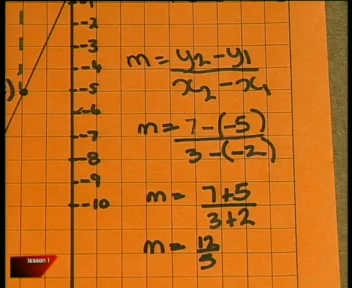 -2
-3
-4
-5
-6
-7
-8
-9
-10
)
m = y2 - y1 / x2 - x1
m = 7 - (-5) / 3 - (-2)
m = 7+5 / 3+2
m = 12 / 5
lesson 1